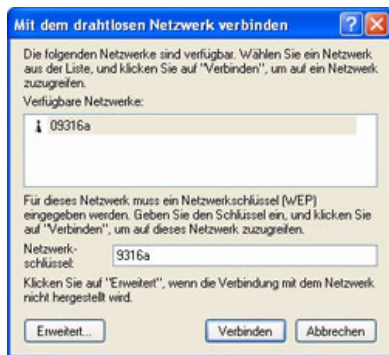 Mit dem drahtlosen Netzwerk verbinden
Die folgenden Netzwerke sind verfügbar. Wählen Sie ein Netzwerk
aus der Liste, und klicken Sie auf "Verbinden", um auf ein Netzwerk
zuzugreifen.
Verfügbare Netzwerke:
09316a
Für dieses Netzwerk muss ein Netzwerkschlüssel (WEP)
eingegeben werden. Geben Sie den Schlüssel ein, und klicken Sie
auf "Verbinden", um auf dieses Netzwerk zuzugreifen.
Netzwerk-
schlüssel:
9316a
Klicken Sie auf "Erweitert", wenn die Verbindung mit dem Netzwerk
nicht hergestellt wird.
Erweitert...
Verbinden
Abbrechen